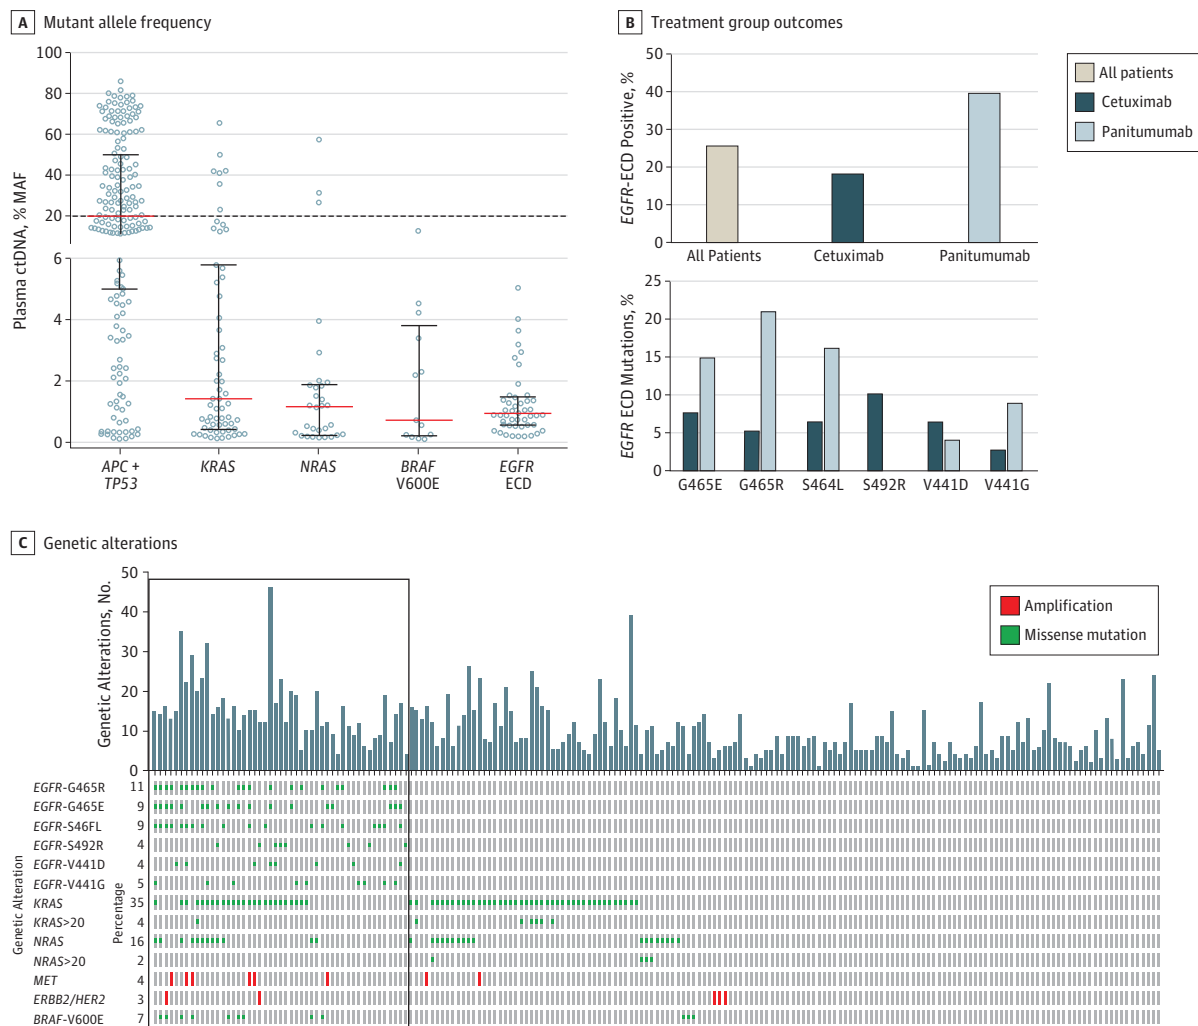 A Mutant allele frequency
Plasma ctDNA, % MAF
100
80
60
40
20
6
4
2
0
APC + TP53
KRAS
NRAS
BRAF V600E
EGFR ECD
B Treatment group outcomes
EGFR-ECD Positive, %
50
40
30
20
10
0
All Patients
Cetuximab
Panitumumab
All patients
Cetuximab
Panitumumab
EGFR ECD Mutations, %
25
20
15
10
5
0
G465E
G465R
S464L
S492R
V441D
V441G
C Genetic alterations
Genetic Alterations, No.
50
40
30
20
10
0
Amplification
Missense mutation
Genetic Alteration
Percentage
EGFR-G465R 11
EGFR-G465E 9
EGFR-S46FL 9
EGFR-S492R 4
EGFR-V441D 4
EGFR-V441G 5
KRAS 35
KRAS>20 4
NRAS 16
NRAS>20 2
MET 4
ERBB2/HER2 3
BRAF-V600E 7